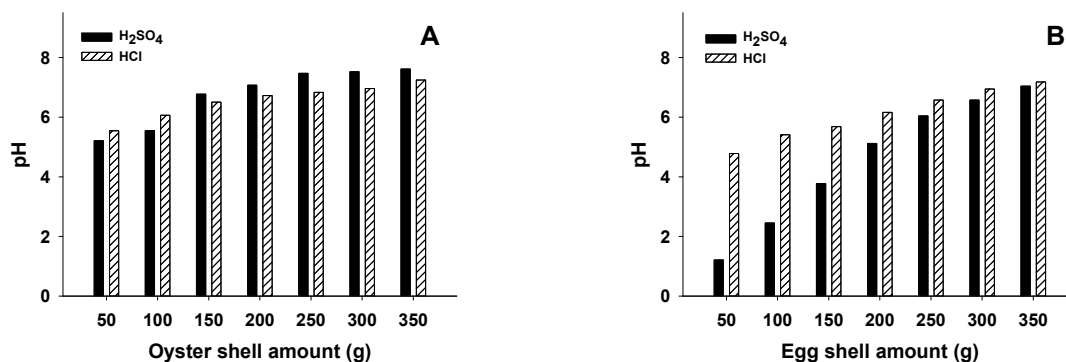 A
H₂SO₄
HCl
pH
8
6
4
2
0
50 100 150 200 250 300 350
Oyster shell amount (g)
B
H₂SO₄
HCl
pH
8
6
4
2
0
50 100 150 200 250 300 350
Egg shell amount (g)